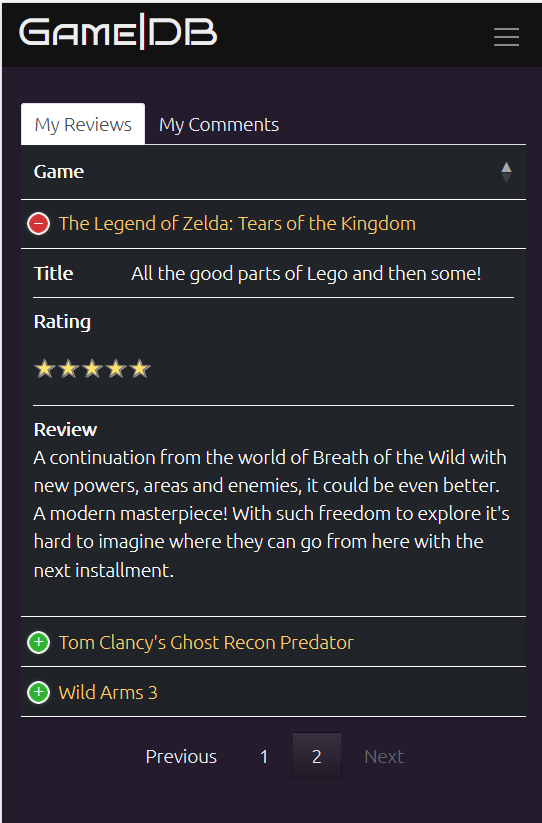 GAME|DB
My Reviews My Comments
Game
The Legend of Zelda: Tears of the Kingdom
Title All the good parts of Lego and then some!
Rating
Review
A continuation from the world of Breath of the Wild with
new powers, areas and enemies, it could be even better.
A modern masterpiece! With such freedom to explore it's
hard to imagine where they can go from here with the
next installment.
Tom Clancy's Ghost Recon Predator
Wild Arms 3
Previous 1 2 Next